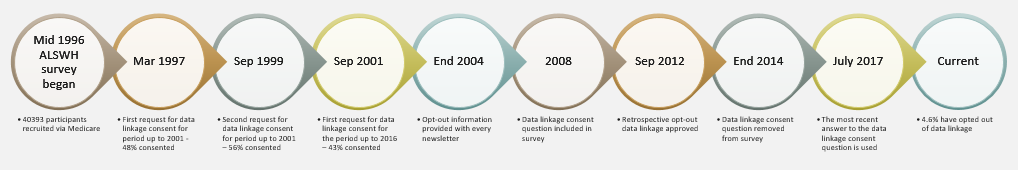 Mid 1996
ALSWH
survey
began
Mar 1997
Sep 1999
Sep 2001
End 2004
2008
Sep 2012
End 2014
July 2017
Current
• 40393 participants
recruited via Medicare
• First request for data
linkage consent for
period up to 2001 -
48% consented
• Second request for
data linkage consent
for period up to 2001
– 56% consented
• First request for data
linkage consent for
the period up to 2016
– 43% consented
• Opt-out information
provided with every
newsletter
• Data linkage consent
question included in
survey
• Retrospective opt-out
data linkage approved
• Data linkage consent
question removed
from survey
• The most recent
answer to the data
linkage consent
question is used
• 4.6% have opted out
of data linkage